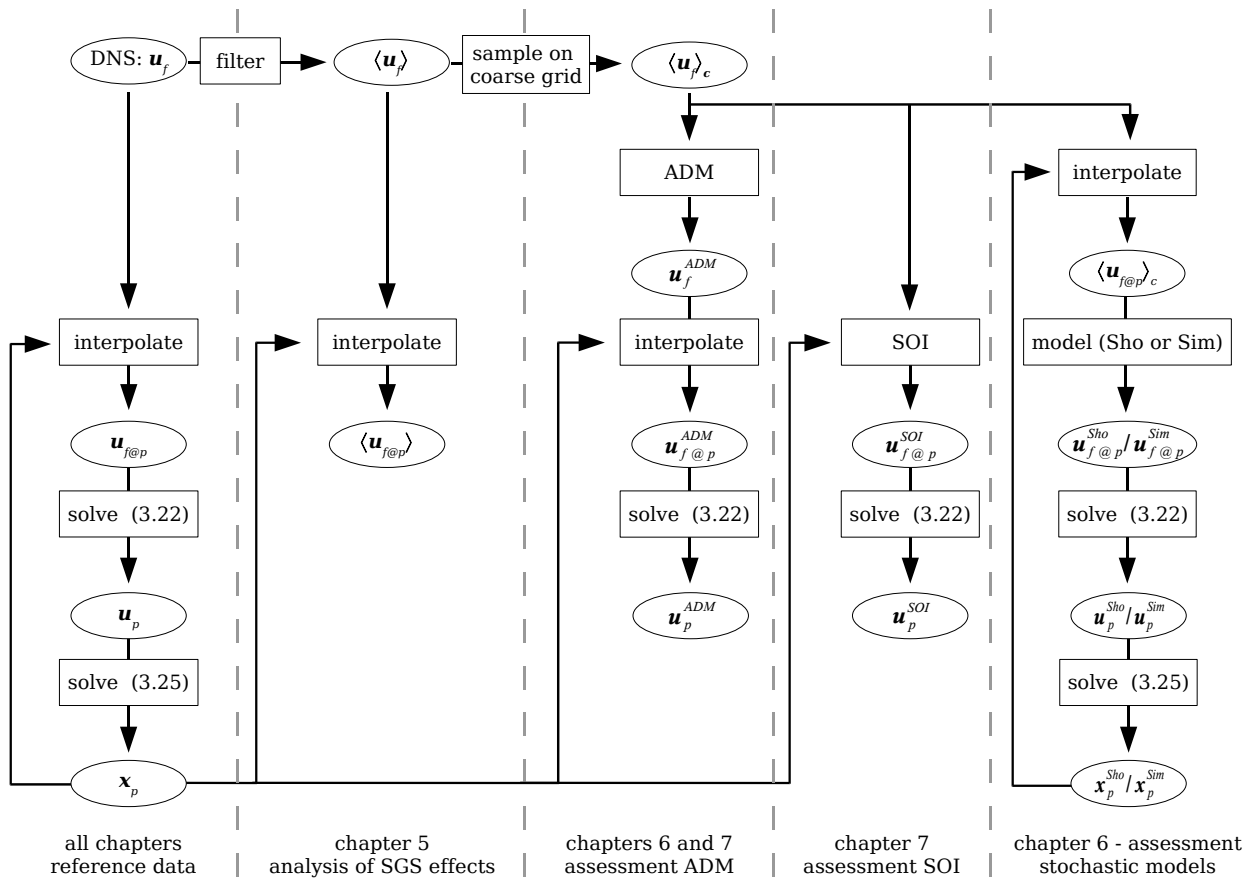 DNS: u_f
filter
⟨u_f⟩
sample on
coarse grid
⟨u_f⟩_c
ADM
interpolate
u_f^ADM
⟨u_f@p⟩_c
interpolate
interpolate
interpolate
SOI
model (Sho or Sim)
u_f@p
⟨u_f@p⟩
u_f@p^ADM
u_f@p^SOI
u_f@p^Sho/u_f@p^Sim
solve (3.22)
solve (3.22)
solve (3.22)
solve (3.22)
u_p
u_p^ADM
u_p^SOI
u_p^Sho/u_p^Sim
solve (3.25)
solve (3.25)
x_p
x_p^Sho/x_p^Sim
all chapters
reference data
chapter 5
analysis of SGS effects
chapters 6 and 7
assessment ADM
chapter 7
assessment SOI
chapter 6 - assessment
stochastic models